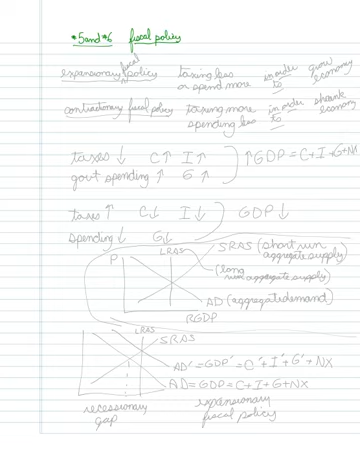 *5 and *6 fiscal policy
expansionary fiscal policy taxing less or spend more in order to grow economy
contractionary fiscal policy taxing more spending less in order to shrink economy
taxes ↓ C↑ I↑ ↑GDP = C+I+G+NX
govt spending ↑ G ↑
taxes ↑ C↓ I↓ GDP ↓
Spending ↓ G↓
P LRAS SRAS (short run aggregate supply)
(long run aggregate supply)
AD (aggregate demand)
RGDP
LRAS
SRAS
AD' = GDP' = C'+I'+G'+NX
AD = GDP = C+I+G+NX
recessionary gap
expansionary fiscal policy